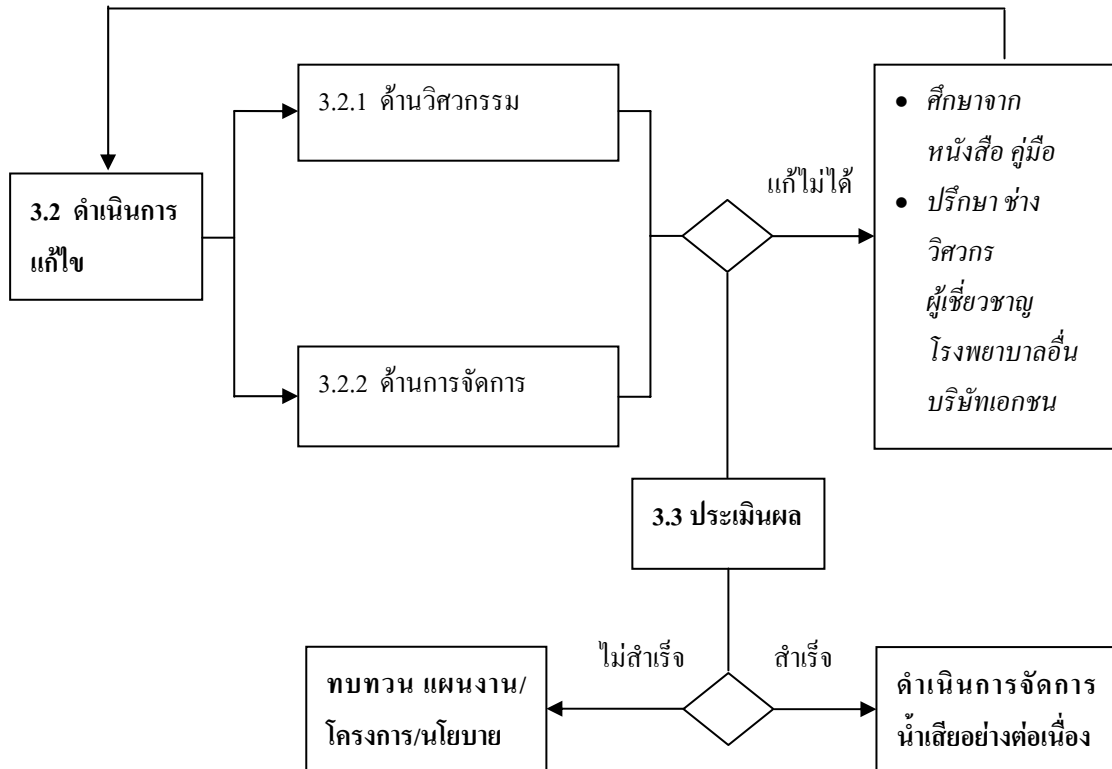 3.2.1 ด้านวิศวกรรม
3.2 ดำเนินการ
แก้ไข
3.2.2 ด้านการจัดการ
แก้ไม่ได้
• ศึกษาจาก
หนังสือ คู่มือ
• ปรึกษา ช่าง
วิศวกร
ผู้เชี่ยวชาญ
โรงพยาบาลอื่น
บริษัทเอกชน
3.3 ประเมินผล
ไม่สำเร็จ
สำเร็จ
ทบทวน แผนงาน/
โครงการ/นโยบาย
ดำเนินการจัดการ
น้ำเสียอย่างต่อเนื่อง